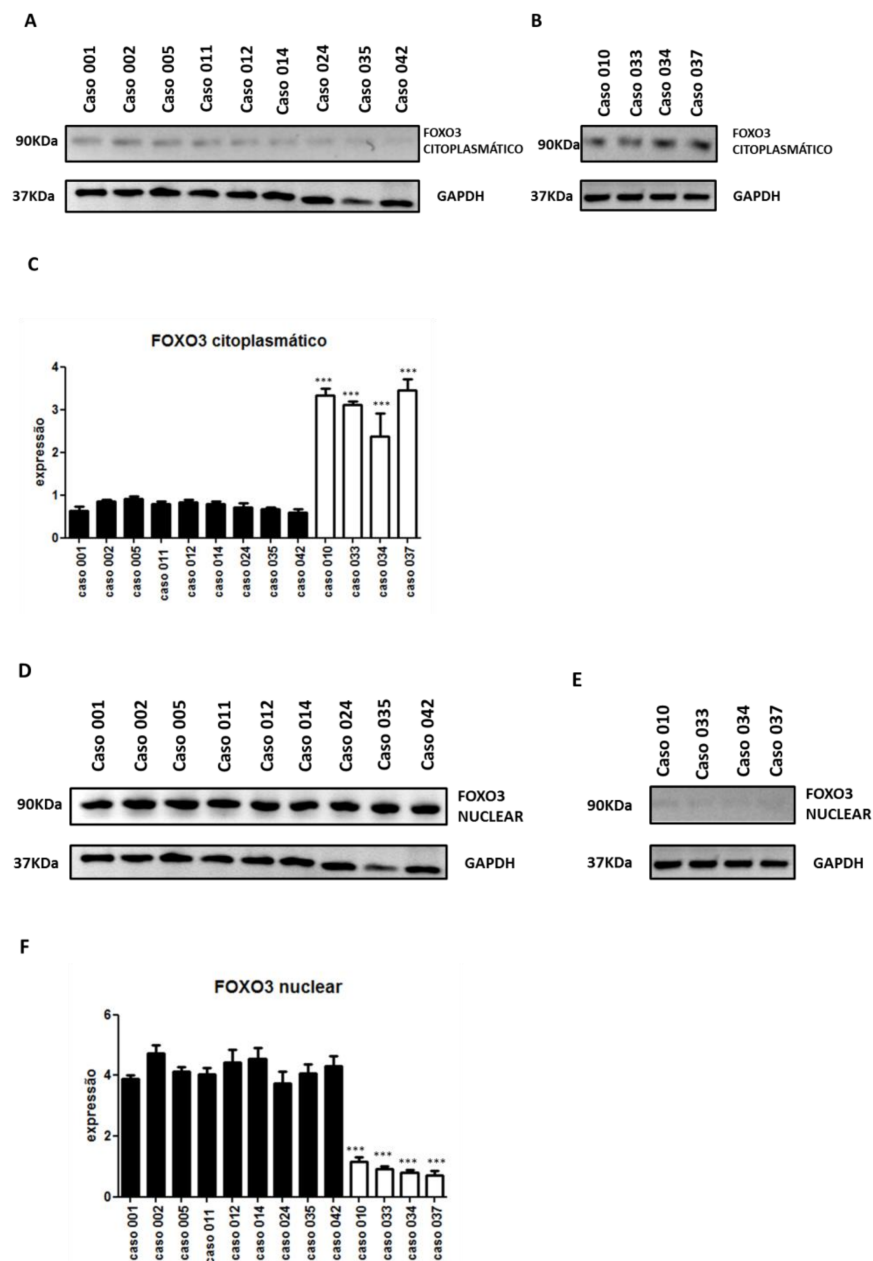 A
Caso 001
Caso 002
Caso 005
Caso 011
Caso 012
Caso 014
Caso 024
Caso 035
Caso 042
90KDa
FOXO3
CITOPLASMÁTICO
37KDa
GAPDH
B
Caso 010
Caso 033
Caso 034
Caso 037
90KDa
FOXO3
CITOPLASMÁTICO
37KDa
GAPDH
C
FOXO3 citoplasmático
expressão
4
3
2
1
0
***
***
***
***
caso 001
caso 002
caso 005
caso 011
caso 012
caso 014
caso 024
caso 035
caso 042
caso 010
caso 033
caso 034
caso 037
D
Caso 001
Caso 002
Caso 005
Caso 011
Caso 012
Caso 014
Caso 024
Caso 035
Caso 042
90KDa
FOXO3
NUCLEAR
37KDa
GAPDH
E
Caso 010
Caso 033
Caso 034
Caso 037
90KDa
FOXO3
NUCLEAR
37KDa
GAPDH
F
FOXO3 nuclear
expressão
6
4
2
0
***
***
***
***
caso 001
caso 002
caso 005
caso 011
caso 012
caso 014
caso 024
caso 035
caso 042
caso 010
caso 033
caso 034
caso 037